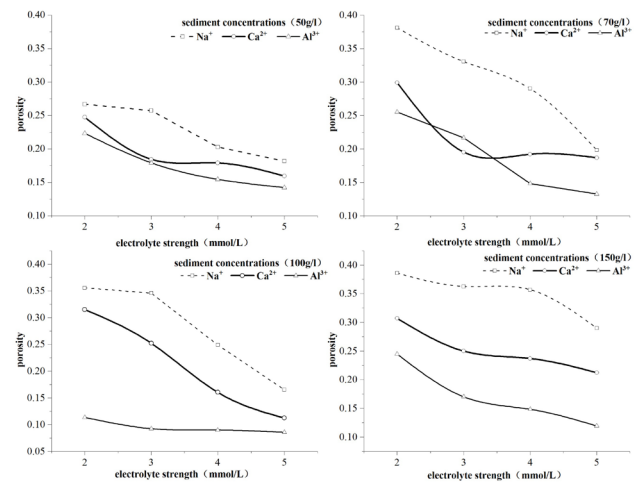 sediment concentrations（50g/l）
Na⁺ Ca²⁺ Al³⁺
0.40
0.35
0.30
0.25
0.20
0.15
0.10
porosity
2 3 4 5
electrolyte strength（mmol/L）
sediment concentrations（70g/l）
Na⁺ Ca²⁺ Al³⁺
0.40
0.35
0.30
0.25
0.20
0.15
0.10
porosity
2 3 4 5
electrolyte strength（mmol/L）
sediment concentrations（100g/l）
Na⁺ Ca²⁺ Al³⁺
0.40
0.35
0.30
0.25
0.20
0.15
0.10
0.05
porosity
2 3 4 5
electrolyte strength（mmol/L）
sediment concentrations（150g/l）
Na⁺ Ca²⁺ Al³⁺
0.40
0.35
0.30
0.25
0.20
0.15
0.10
porosity
2 3 4 5
electrolyte strength（mmol/L）